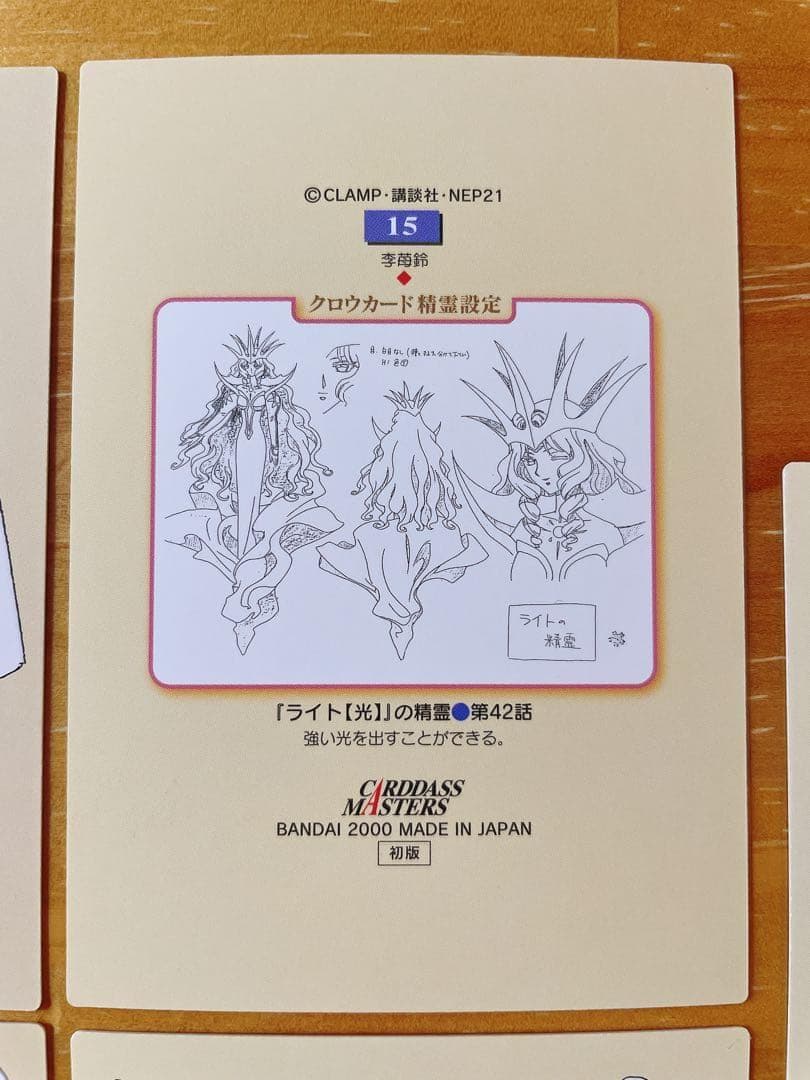 ©CLAMP・講談社・NEP21
15
李苺鈴
クロウカード精霊設定
ライトの
精霊
『ライト【光】』の精霊●第42話
強い光を出すことができる。
CARDDASS
MASTERS
BANDAI 2000 MADE IN JAPAN
初版